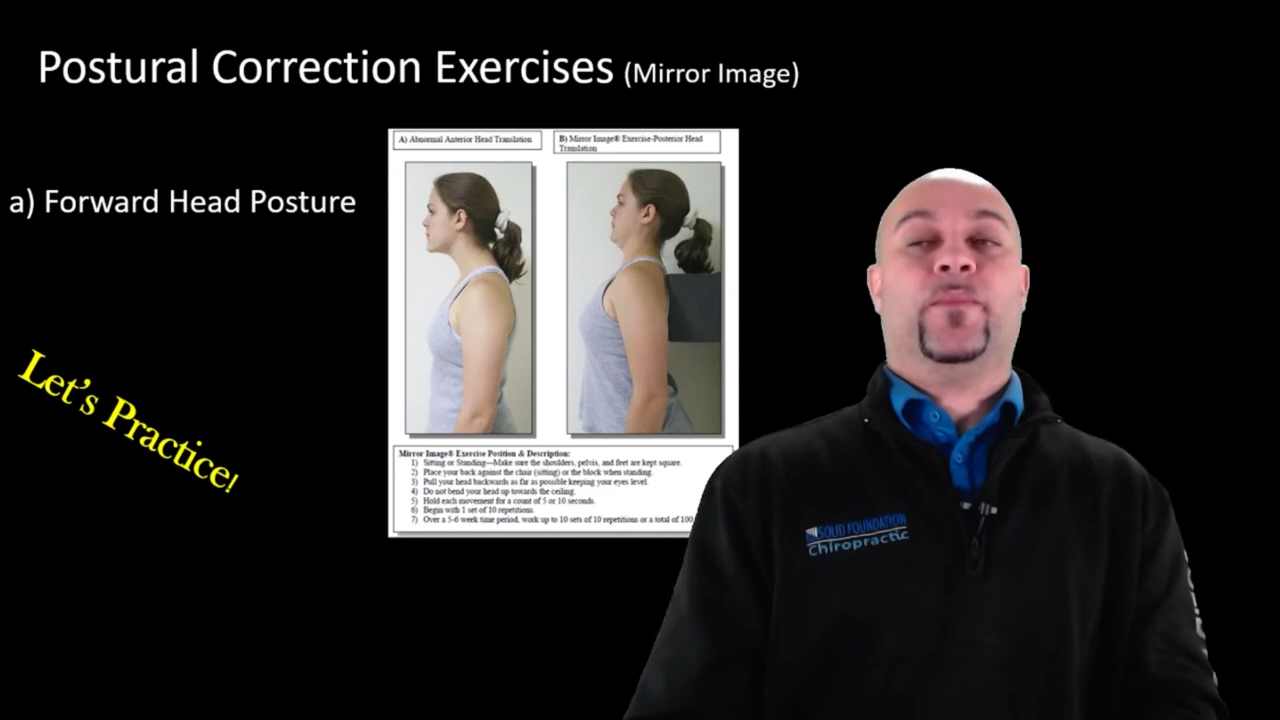 Postural Correction Exercises (Mirror Image)
a) Forward Head Posture
Let's Practice!
A) Abnormal Anterior Head Translation
B) Mirror Image® Exercise-Posterior Head
Translation
Mirror Image® Exercise Position & Description:
1) Sitting or Standing—Make sure the shoulders, pelvis, and feet are kept square.
2) Place your back against the chair (sitting) or the block when standing.
3) Pull your head backwards as far as possible keeping your eyes level.
4) Do not bend your head up towards the ceiling.
5) Hold each movement for a count of 5 or 10 seconds.
6) Begin with 1 set of 10 repetitions.
7) Over a 5-6 week time period, work up to 10 sets of 10 repetitions or a total of 100
SOLID FOUNDATION
Chiropractic